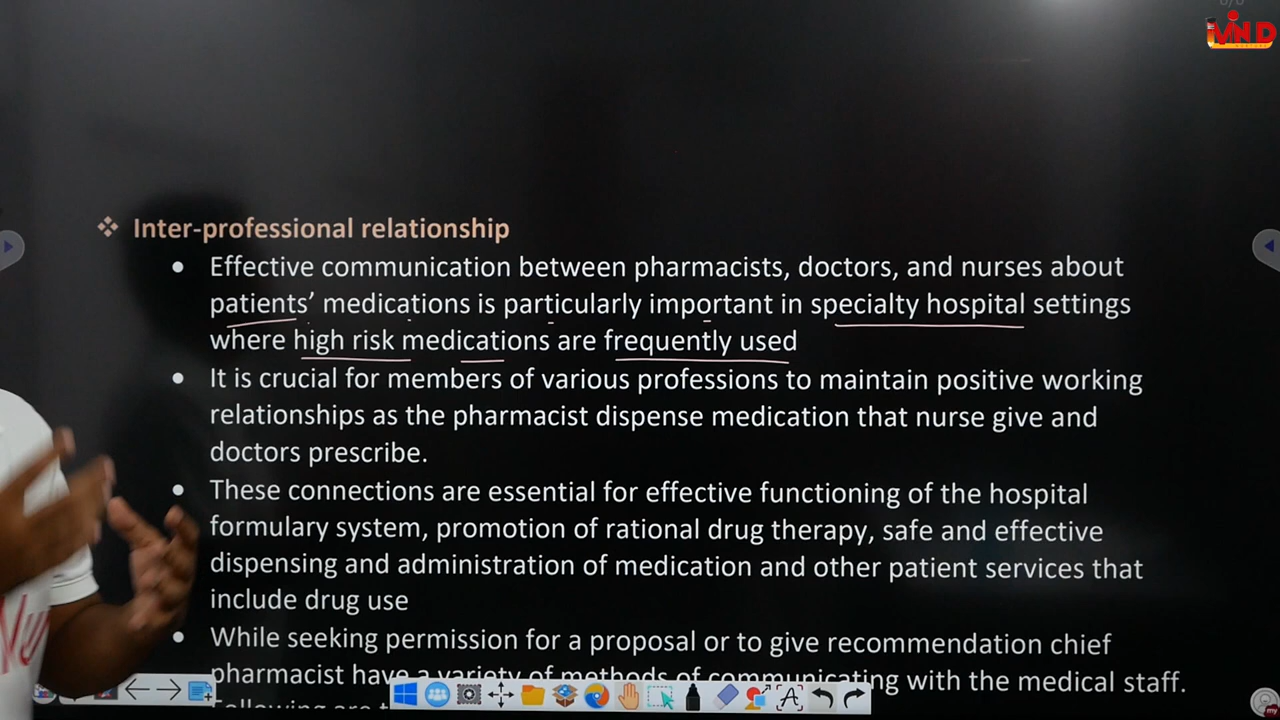 MIND
❖ Inter-professional relationship
• Effective communication between pharmacists, doctors, and nurses about
patients’ medications is particularly important in specialty hospital settings
where high risk medications are frequently used
• It is crucial for members of various professions to maintain positive working
relationships as the pharmacist dispense medication that nurse give and
doctors prescribe.
• These connections are essential for effective functioning of the hospital
formulary system, promotion of rational drug therapy, safe and effective
dispensing and administration of medication and other patient services that
include drug use
• While seeking permission for a proposal or to give recommendation chief
pharmacist have a variety of methods of communicating with the medical staff.
Following are